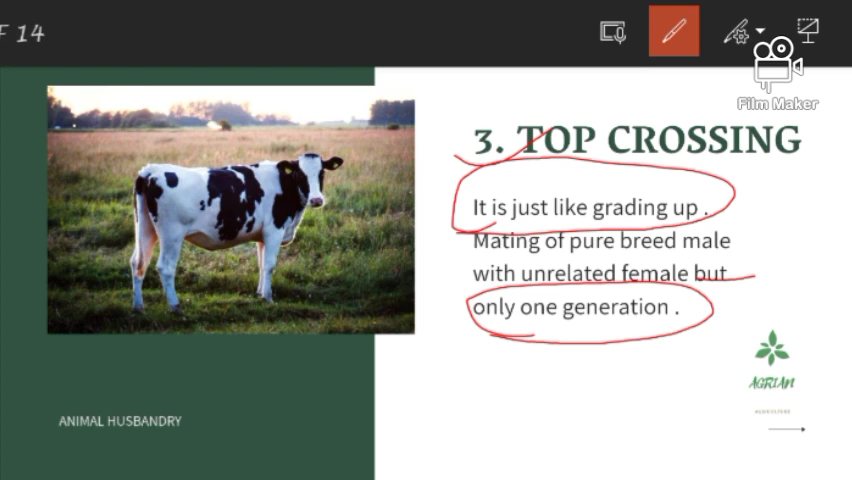 F 14
Film Maker
3. TOP CROSSING
It is just like grading up .
Mating of pure breed male
with unrelated female but
only one generation .
AGRIAN
AGRICULTURE
ANIMAL HUSBANDRY